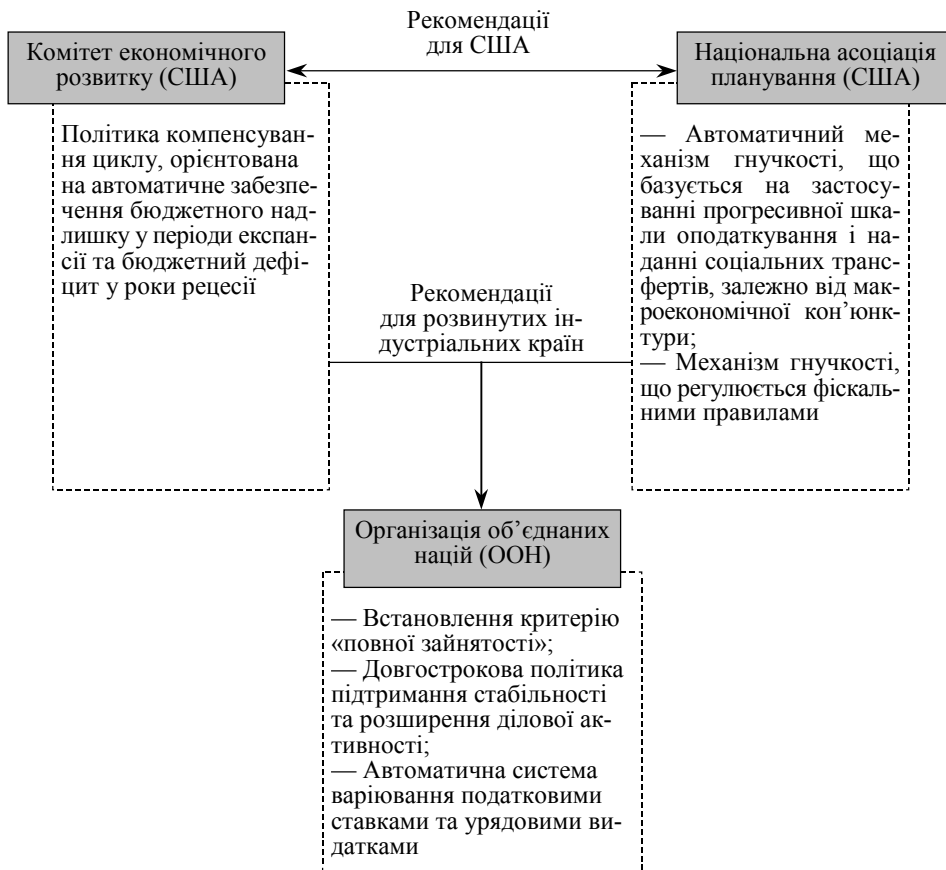 Рекомендації
для США
Комітет економічного
розвитку (США)
Національна асоціація
планування (США)
Політика компенсуван-
ня циклу, орієнтована
на автоматичне забезпе-
чення бюджетного над-
лишку у періоди експан-
сії та бюджетний дефі-
цит у роки рецесії
— Автоматичний ме-
ханізм гнучкості, що
базується на застосу-
ванні прогресивної шка-
ли оподаткування і на-
данні соціальних транс-
фертів, залежно від мак-
роекономічної кон’юнк-
тури;
— Механізм гнучкості,
що регулюється фіскаль-
ними правилами
Рекомендації
для розвинутих ін-
дустріальних країн
Організація об’єднаних
націй (ООН)
— Встановлення критерію
«повної зайнятості»;
— Довгострокова політика
підтримання стабільності
та розширення ділової ак-
тивності;
— Автоматична система
варіювання податковими
ставками та урядовими ви-
датками